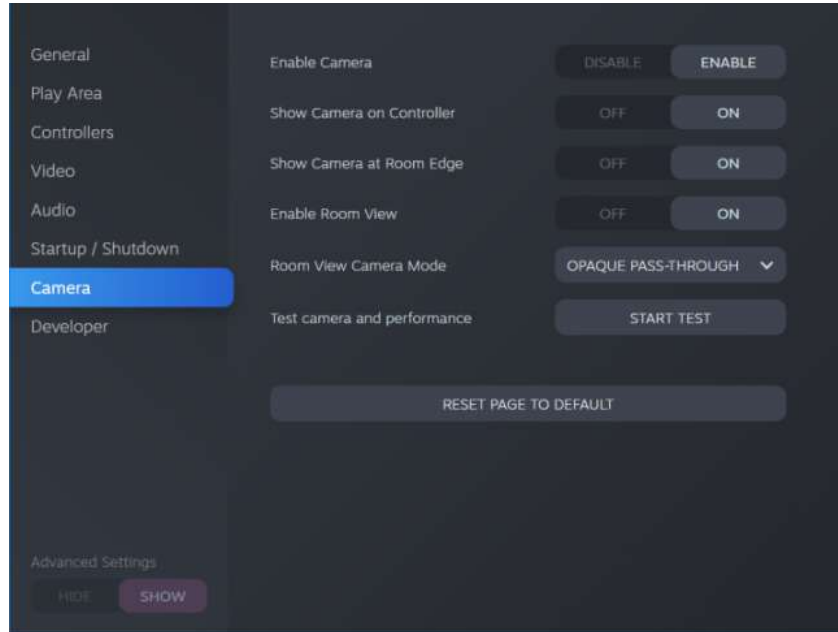 General
Play Area
Controllers
Video
Audio
Startup / Shutdown
Camera
Developer
Advanced Settings
HIDE SHOW
Enable Camera DISABLE ENABLE
Show Camera on Controller OFF ON
Show Camera at Room Edge OFF ON
Enable Room View OFF ON
Room View Camera Mode OPAQUE PASS-THROUGH
Test camera and performance START TEST
RESET PAGE TO DEFAULT